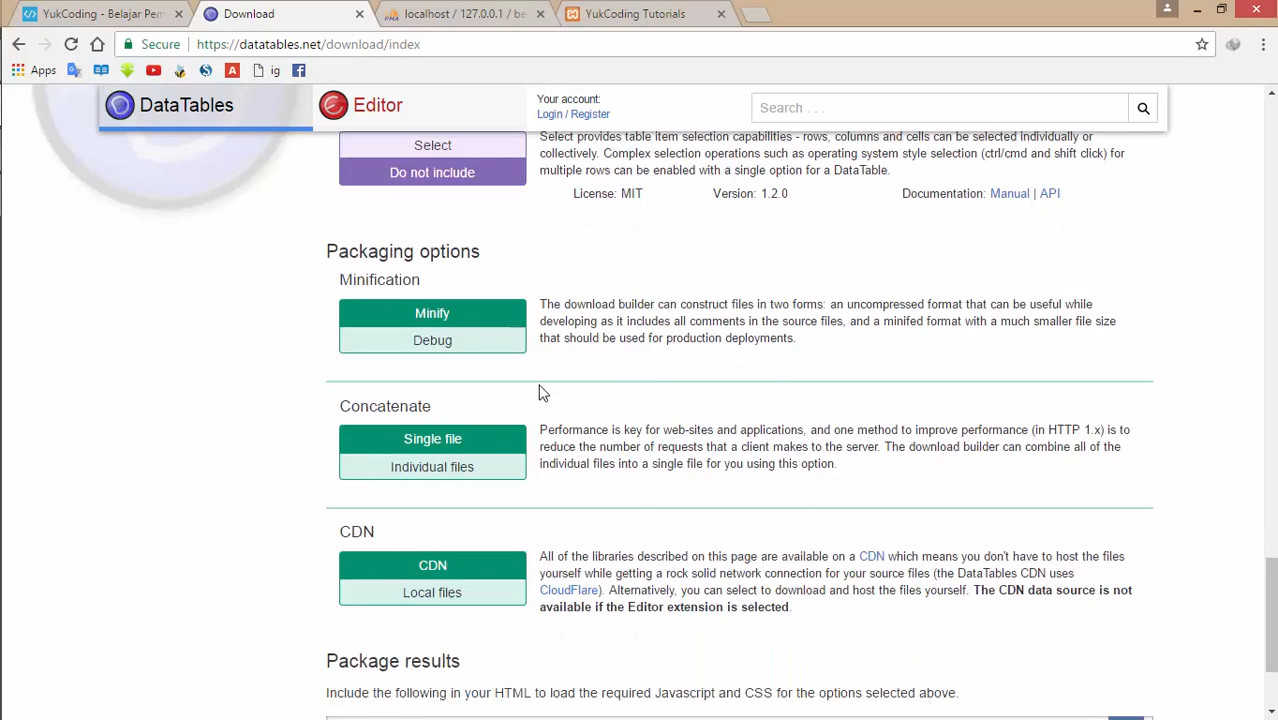 YukCoding - Belajar Pem
Download
localhost / 127.0.0.1 / be
YukCoding Tutorials
Secure
https://datatables.net/download/index
Apps
ig
DataTables
Editor
Your account:
Login / Register
Search . . .
Select
Do not include
Select provides table item selection capabilities - rows, columns and cells can be selected individually or
collectively. Complex selection operations such as operating system style selection (ctrl/cmd and shift click) for
multiple rows can be enabled with a single option for a DataTable.
License: MIT Version: 1.2.0 Documentation: Manual | API
Packaging options
Minification
Minify
Debug
The download builder can construct files in two forms: an uncompressed format that can be useful while
developing as it includes all comments in the source files, and a minifed format with a much smaller file size
that should be used for production deployments.
Concatenate
Single file
Individual files
Performance is key for web-sites and applications, and one method to improve performance (in HTTP 1.x) is to
reduce the number of requests that a client makes to the server. The download builder can combine all of the
individual files into a single file for you using this option.
CDN
CDN
Local files
All of the libraries described on this page are available on a CDN which means you don't have to host the files
yourself while getting a rock solid network connection for your source files (the DataTables CDN uses
CloudFlare). Alternatively, you can select to download and host the files yourself. The CDN data source is not
available if the Editor extension is selected.
Package results
Include the following in your HTML to load the required Javascript and CSS for the options selected above.